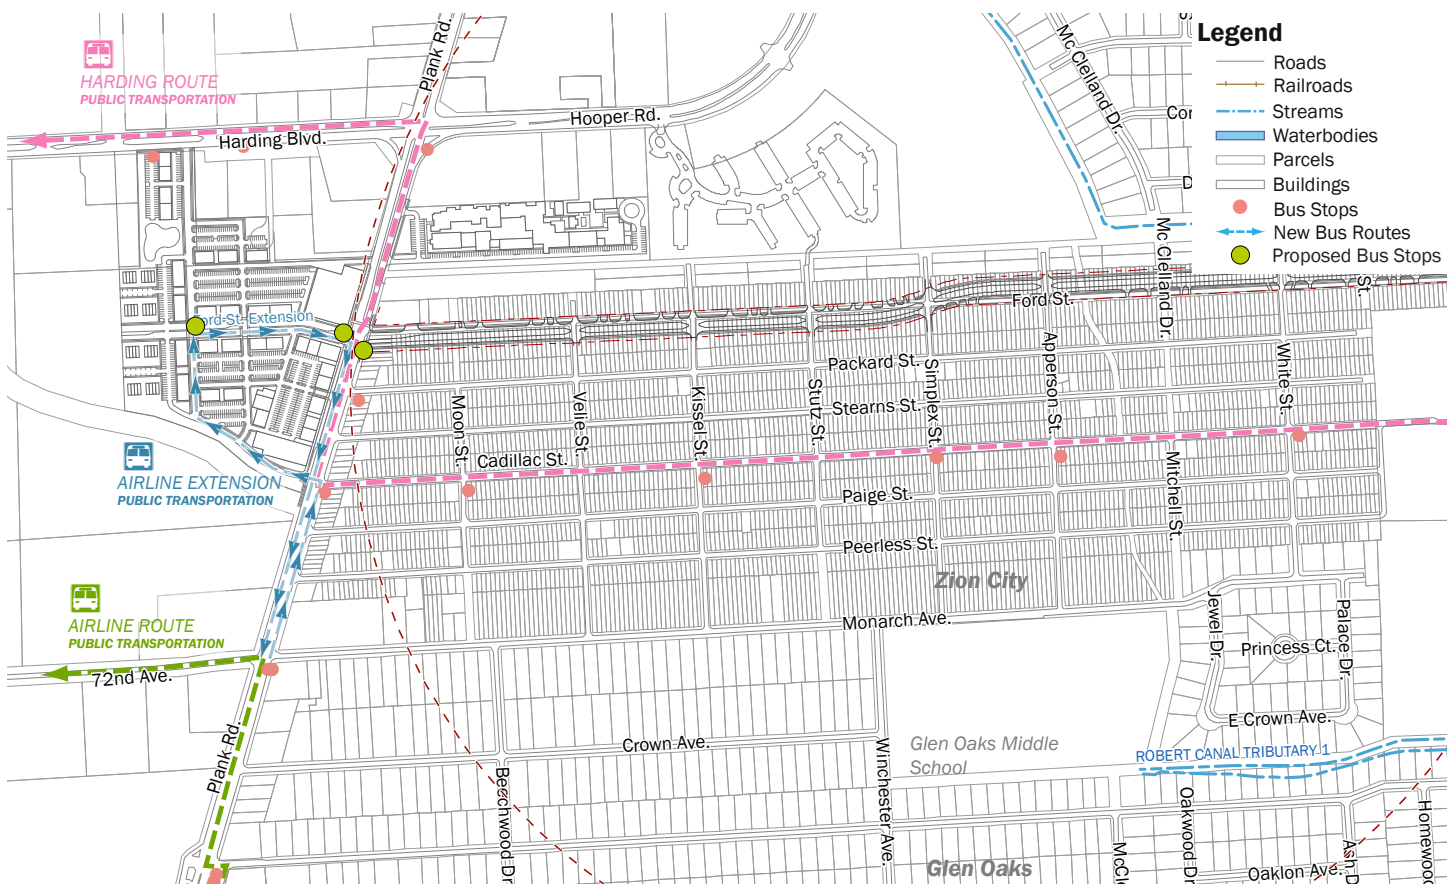 Legend
Roads
Railroads
Streams
Waterbodies
Parcels
Buildings
Bus Stops
New Bus Routes
Proposed Bus Stops
HARDING ROUTE
PUBLIC TRANSPORTATION
Plank Rd.
Hooper Rd.
Harding Blvd.
Mc Clelland Dr.
Mc Clelland Dr.
Ford St.
ord St. Extension
Packard St.
Stearns St.
Cadillac St.
Paige St.
Peerless St.
Monarch Ave.
Moon St.
Velie St.
Kissel St.
Stutz St.
Simplex St.
Apperson St.
Mitchell St.
White St.
St.
Zion City
AIRLINE EXTENSION
PUBLIC TRANSPORTATION
AIRLINE ROUTE
PUBLIC TRANSPORTATION
72nd Ave.
Plank Rd.
Jewel Dr.
Princess Ct.
Palace Dr.
E Crown Ave.
Crown Ave.
Glen Oaks Middle
School
ROBERT CANAL TRIBUTARY 1
Beechwood Dr.
Winchester Ave.
Glen Oaks
McCle
Oakwood Dr.
Oaklon Ave.
Ash D
Homewood